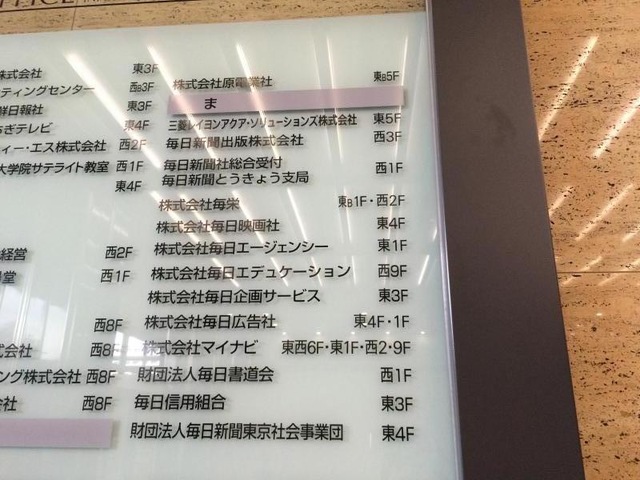 株式会社 東3F
ティングセンター 西B3F
鮮日報社 東3F
ぎテレビ 東4F
ィー・エス株式会社 西2F
大学院サテライト教室 西1F
東4F
経営 西2F
堂 西1F
西8F
式会社 西8F
ング株式会社 西8F
会社 西8F
株式会社原電業社 東B5F
ま
三菱レイヨンアクア・ソリューションズ株式会社 東5F
毎日新聞出版株式会社 西3F
毎日新聞社総合受付 西1F
毎日新聞とうきょう支局
株式会社毎栄 東B1F・西2F
株式会社毎日映画社 東4F
株式会社毎日エージェンシー 東1F
株式会社毎日エデュケーション 西9F
株式会社毎日企画サービス 東3F
株式会社毎日広告社 東4F・1F
株式会社マイナビ 東西6F・東1F・西2・9F
財団法人毎日書道会 西1F
毎日信用組合 東3F
財団法人毎日新聞東京社会事業団 東4F